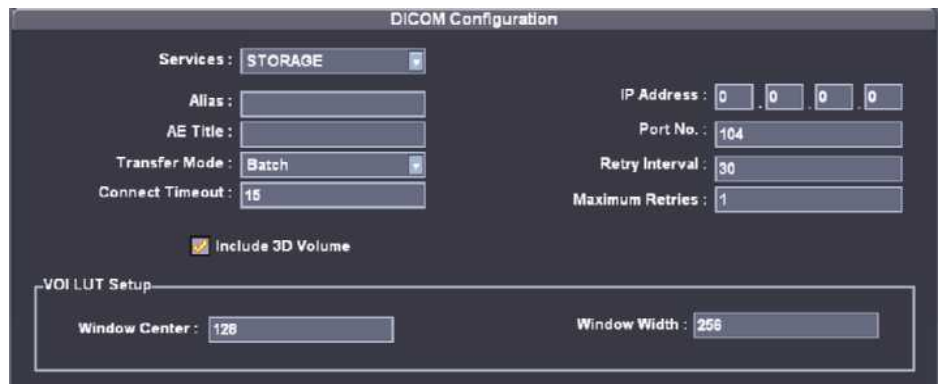 DICOM Configuration
Services : STORAGE
Alias :
AE Title :
Transfer Mode : Batch
Connect Timeout : 15
IP Address : 0 . 0 . 0 . 0
Port No. : 104
Retry Interval : 30
Maximum Retries : 1
Include 3D Volume
VOI LUT Setup
Window Center : 128
Window Width : 256